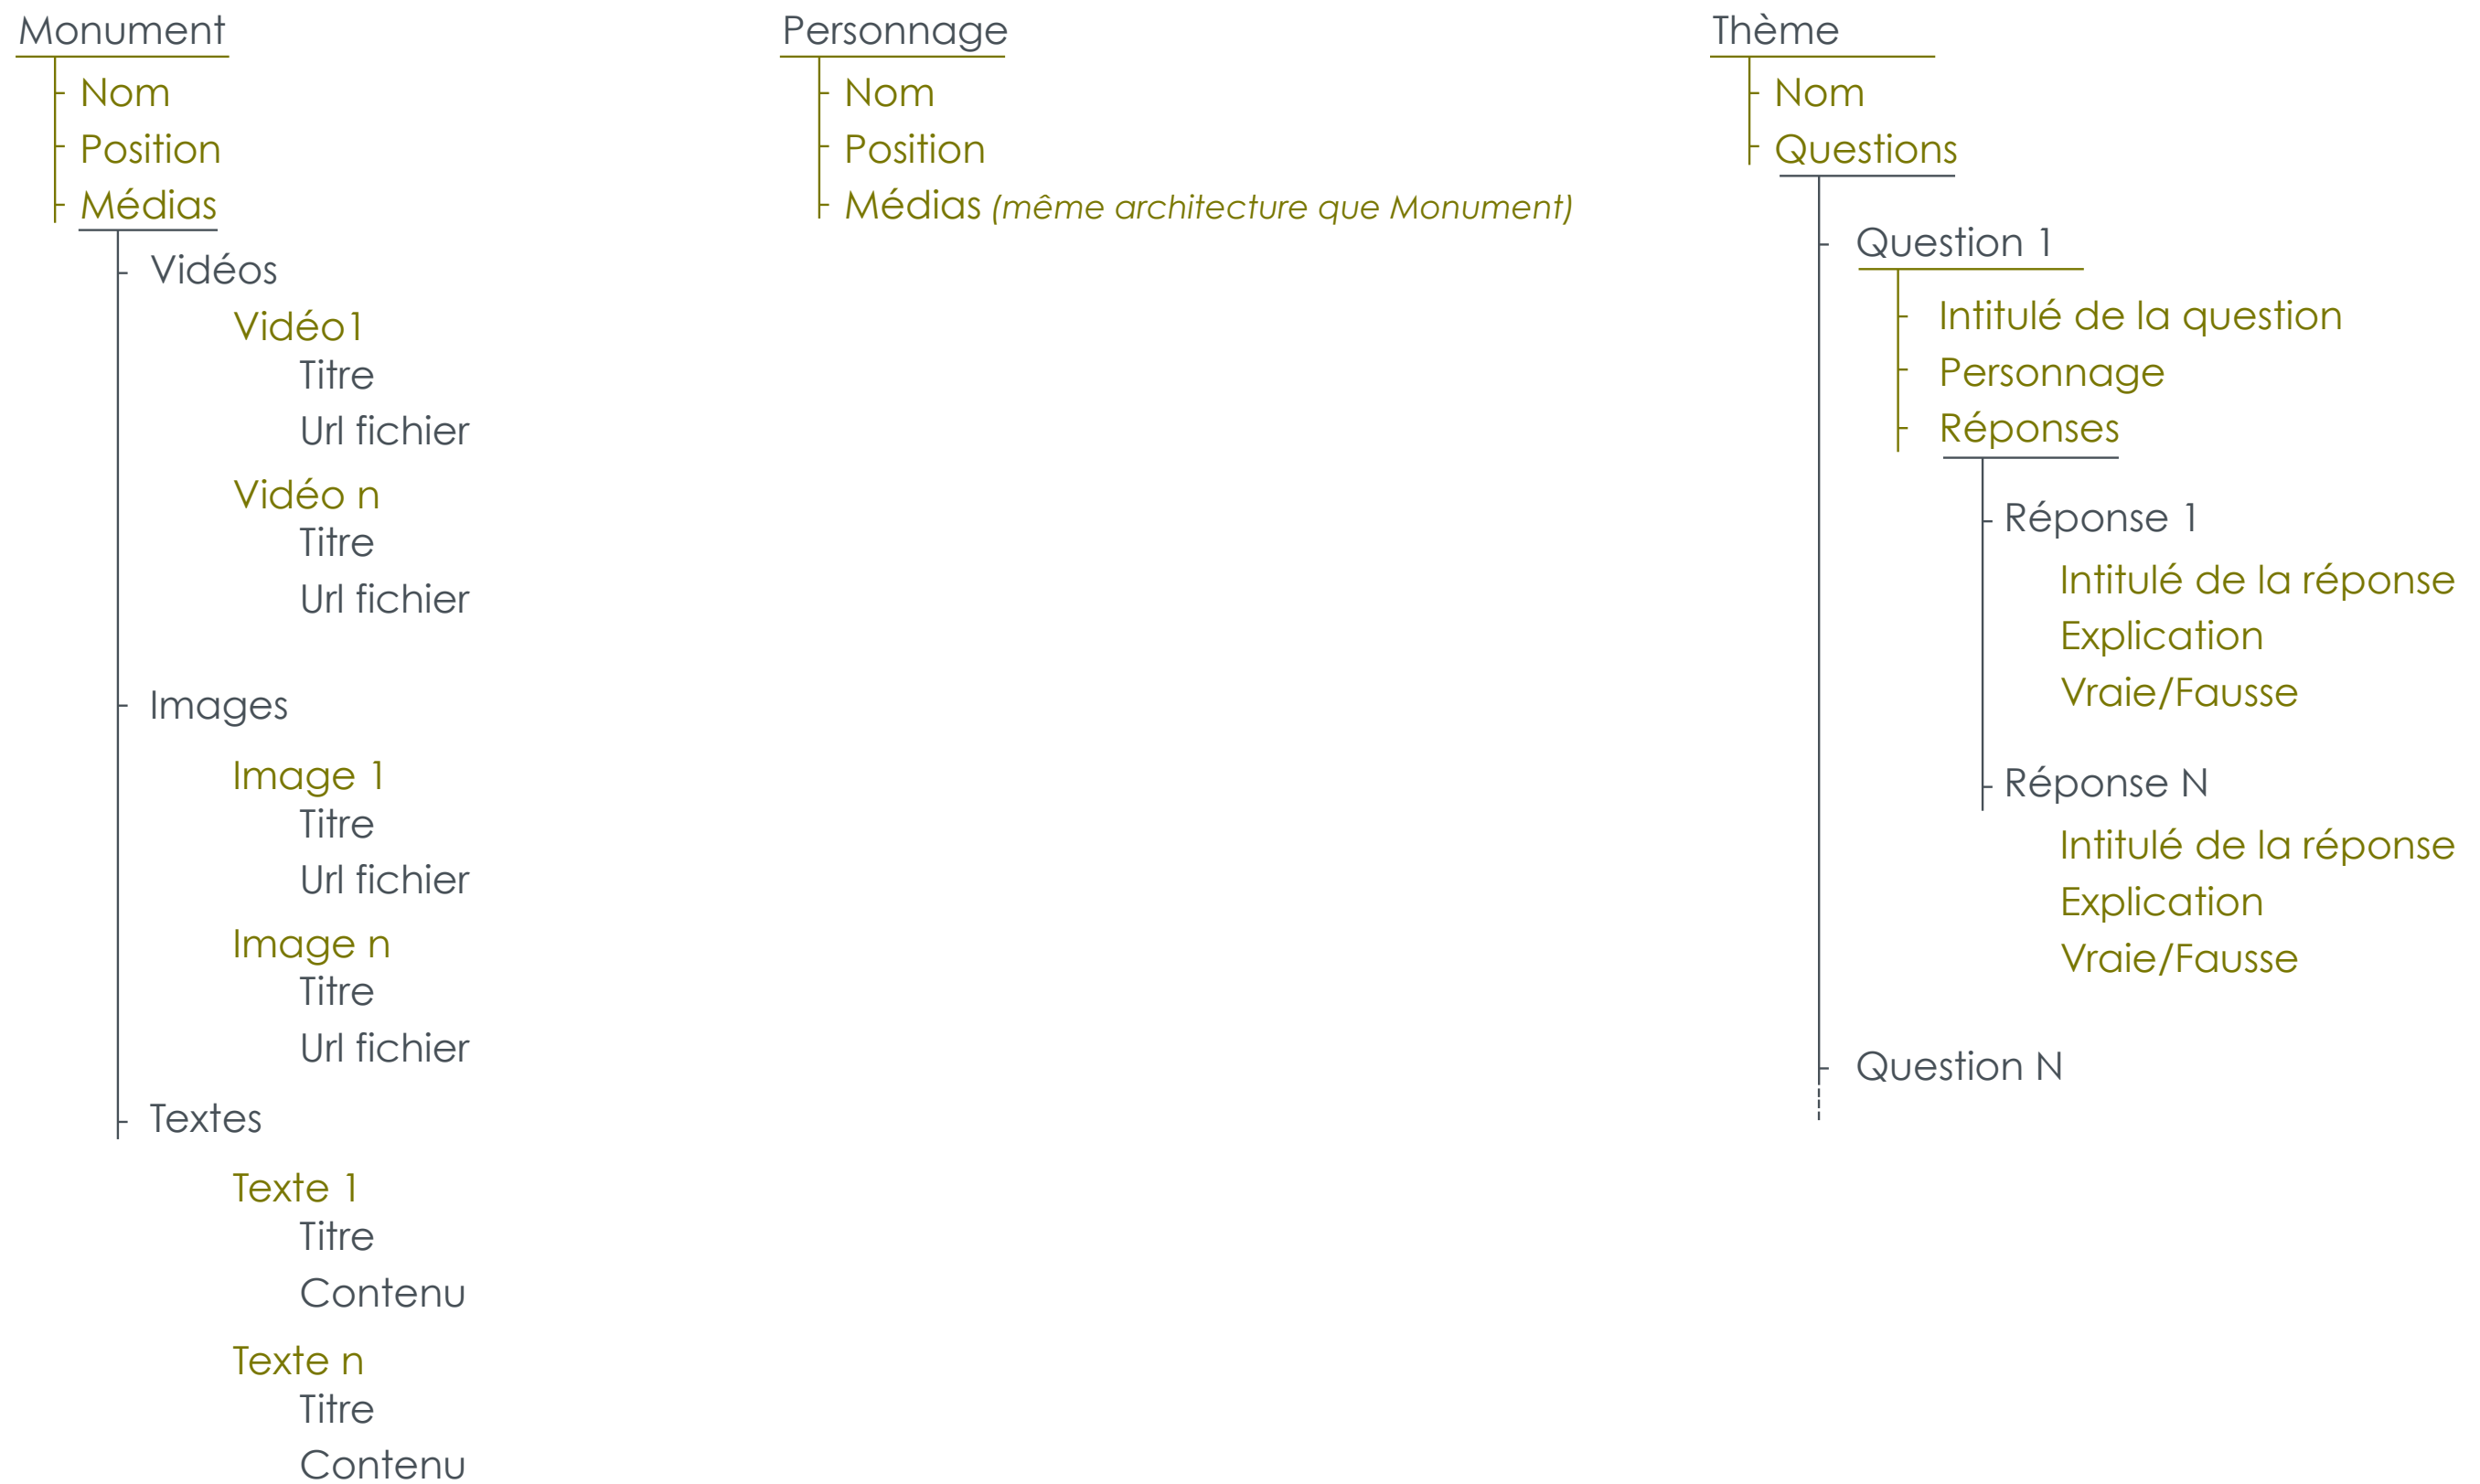 Monument
Nom
Position
Médias
Vidéos
Vidéo1
Titre
Url fichier
Vidéo n
Titre
Url fichier
Images
Image 1
Titre
Url fichier
Image n
Titre
Url fichier
Textes
Texte 1
Titre
Contenu
Texte n
Titre
Contenu
Personnage
Nom
Position
Médias (même architecture que Monument)
Thème
Nom
Questions
Question 1
Intitulé de la question
Personnage
Réponses
Réponse 1
Intitulé de la réponse
Explication
Vraie/Fausse
Réponse N
Intitulé de la réponse
Explication
Vraie/Fausse
Question N